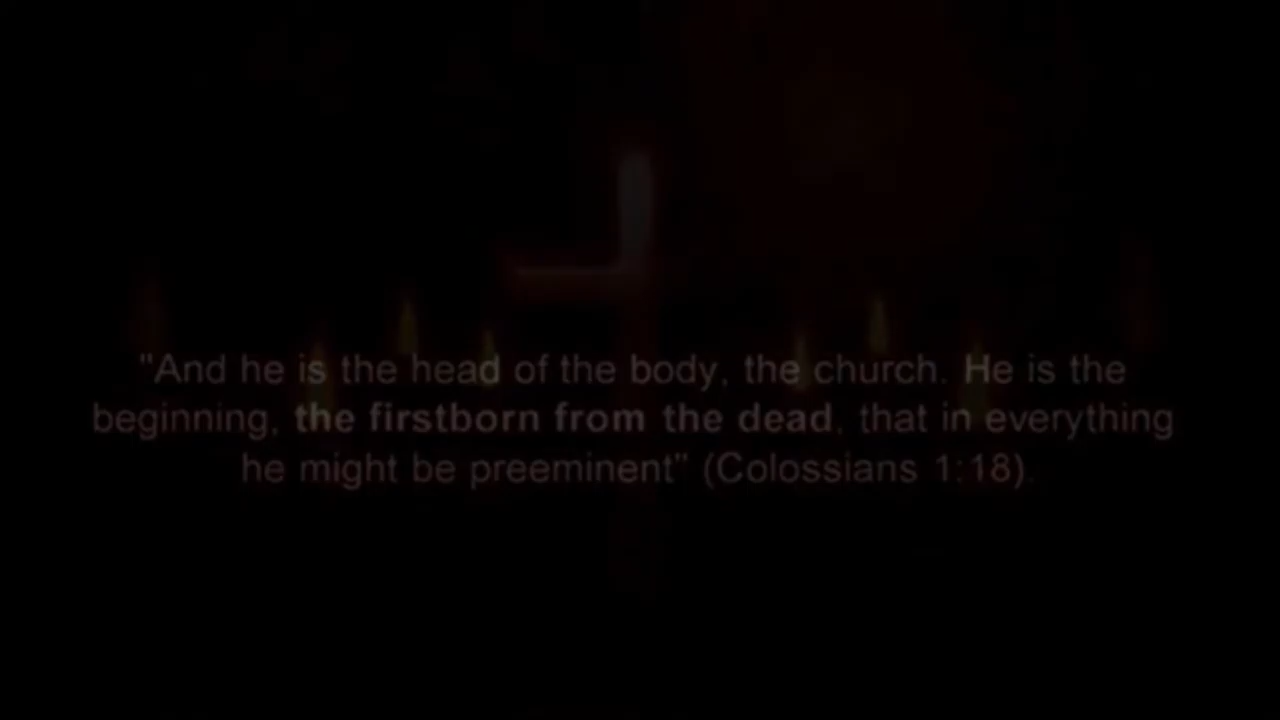 "And he is the head of the body, the church. He is the
beginning, the firstborn from the dead, that in everything
he might be preeminent" (Colossians 1:18).